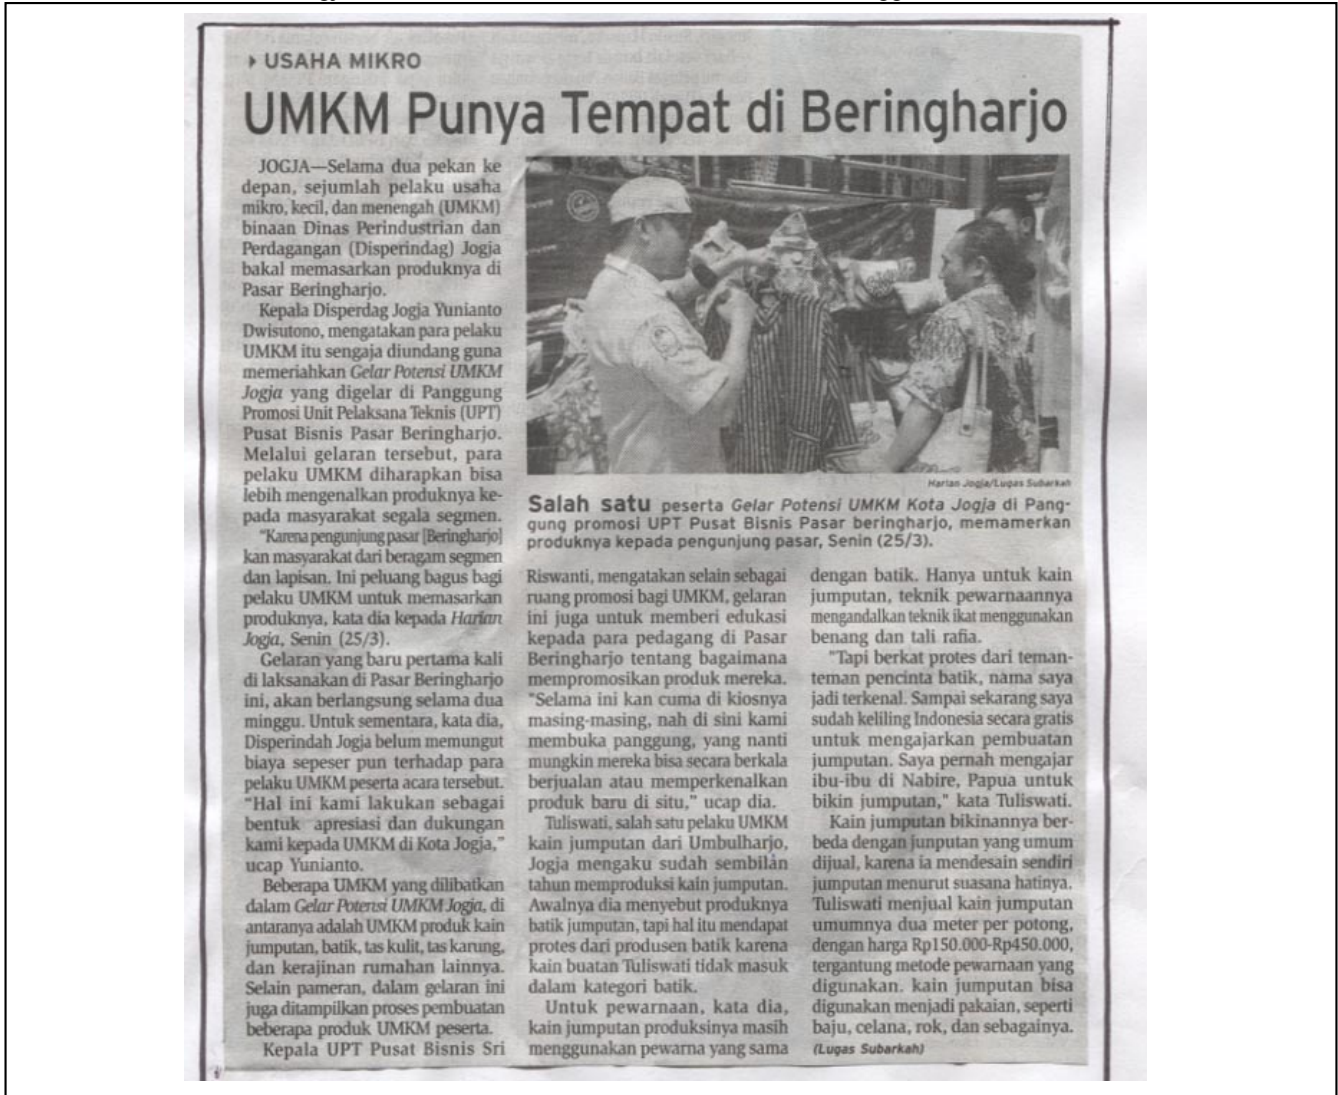 USAHA MIKRO
UMKM Punya Tempat di Beringharjo
JOGJA—Selama dua pekan ke
depan, sejumlah pelaku usaha
mikro, kecil, dan menengah (UMKM)
binaan Dinas Perindustrian dan
Perdagangan (Disperindag) Jogja
bakal memasarkan produknya di
Pasar Beringharjo.
Kepala Disperdag Jogja Yunianto
Dwisutono, mengatakan para pelaku
UMKM itu sengaja diundang guna
memeriahkan Gelar Potensi UMKM
Jogja yang digelar di Panggung
Promosi Unit Pelaksana Teknis (UPT)
Pusat Bisnis Pasar Beringharjo.
Melalui gelaran tersebut, para
pelaku UMKM diharapkan bisa
lebih mengenalkan produknya ke-
pada masyarakat segala segmen.
"Karena pengunjung pasar [Beringharjo]
kan masyarakat dari beragam segmen
dan lapisan. Ini peluang bagus bagi
pelaku UMKM untuk memasarkan
produknya, kata dia kepada Harian
Jogja, Senin (25/3).
Gelaran yang baru pertama kali
di laksanakan di Pasar Beringharjo
ini, akan berlangsung selama dua
minggu. Untuk sementara, kata dia,
Disperindah Jogja belum memungut
biaya sepeser pun terhadap para
pelaku UMKM peserta acara tersebut.
"Hal ini kami lakukan sebagai
bentuk apresiasi dan dukungan
kami kepada UMKM di Kota Jogja,"
ucap Yunianto.
Beberapa UMKM yang dilibatkan
dalam Gelar Potensi UMKM Jogja, di
antaranya adalah UMKM produk kain
jumputan, batik, tas kulit, tas karung,
dan kerajinan rumahan lainnya.
Selain pameran, dalam gelaran ini
juga ditampilkan proses pembuatan
beberapa produk UMKM peserta.
Kepala UPT Pusat Bisnis Sri
Harian Jogja/Lugas Subarkah
Salah satu peserta Gelar Potensi UMKM Kota Jogja di Pang-
gung promosi UPT Pusat Bisnis Pasar beringharjo, memamerkan
produknya kepada pengunjung pasar, Senin (25/3).
Riswanti, mengatakan selain sebagai
ruang promosi bagi UMKM, gelaran
ini juga untuk memberi edukasi
kepada para pedagang di Pasar
Beringharjo tentang bagaimana
mempromosikan produk mereka.
"Selama ini kan cuma di kiosnya
masing-masing, nah di sini kami
membuka panggung, yang nanti
mungkin mereka bisa secara berkala
berjualan atau memperkenalkan
produk baru di situ," ucap dia.
Tuliswati, salah satu pelaku UMKM
kain jumputan dari Umbulharjo,
Jogja mengaku sudah sembilan
tahun memproduksi kain jumputan.
Awalnya dia menyebut produknya
batik jumputan, tapi hal itu mendapat
protes dari produsen batik karena
kain buatan Tuliswati tidak masuk
dalam kategori batik.
Untuk pewarnaan, kata dia,
kain jumputan produksinya masih
menggunakan pewarna yang sama
dengan batik. Hanya untuk kain
jumputan, teknik pewarnaannya
mengandalkan teknik ikat menggunakan
benang dan tali rafia.
"Tapi berkat protes dari teman-
teman pencinta batik, nama saya
jadi terkenal. Sampai sekarang saya
sudah keliling Indonesia secara gratis
untuk mengajarkan pembuatan
jumputan. Saya pernah mengajar
ibu-ibu di Nabire, Papua untuk
bikin jumputan," kata Tuliswati.
Kain jumputan bikinannya ber-
beda dengan junputan yang umum
dijual, karena ia mendesain sendiri
jumputan menurut suasana hatinya.
Tuliswati menjual kain jumputan
umumnya dua meter per potong,
dengan harga Rp150.000-Rp450.000,
tergantung metode pewarnaan yang
digunakan. kain jumputan bisa
digunakan menjadi pakaian, seperti
baju, celana, rok, dan sebagainya.
(Lugas Subarkah)